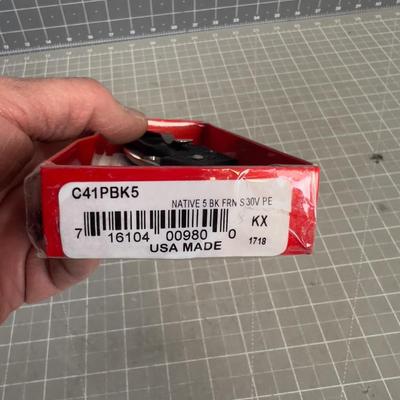 C41PBK5
NATIVE 5 BK FRN S30V PE
KX
7 16104 00980 0
1718
USA MADE